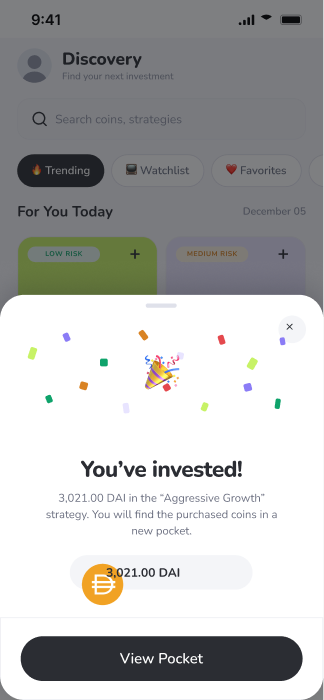 9:41
Discovery
Find your next investment
Search coins, strategies
Trending
Watchlist
Favorites
For You Today
December 05
LOW RISK
MEDIUM RISK
You’ve invested!
3,021.00 DAI in the “Aggressive Growth”
strategy. You will find the purchased coins in a
new pocket.
3,021.00 DAI
View Pocket